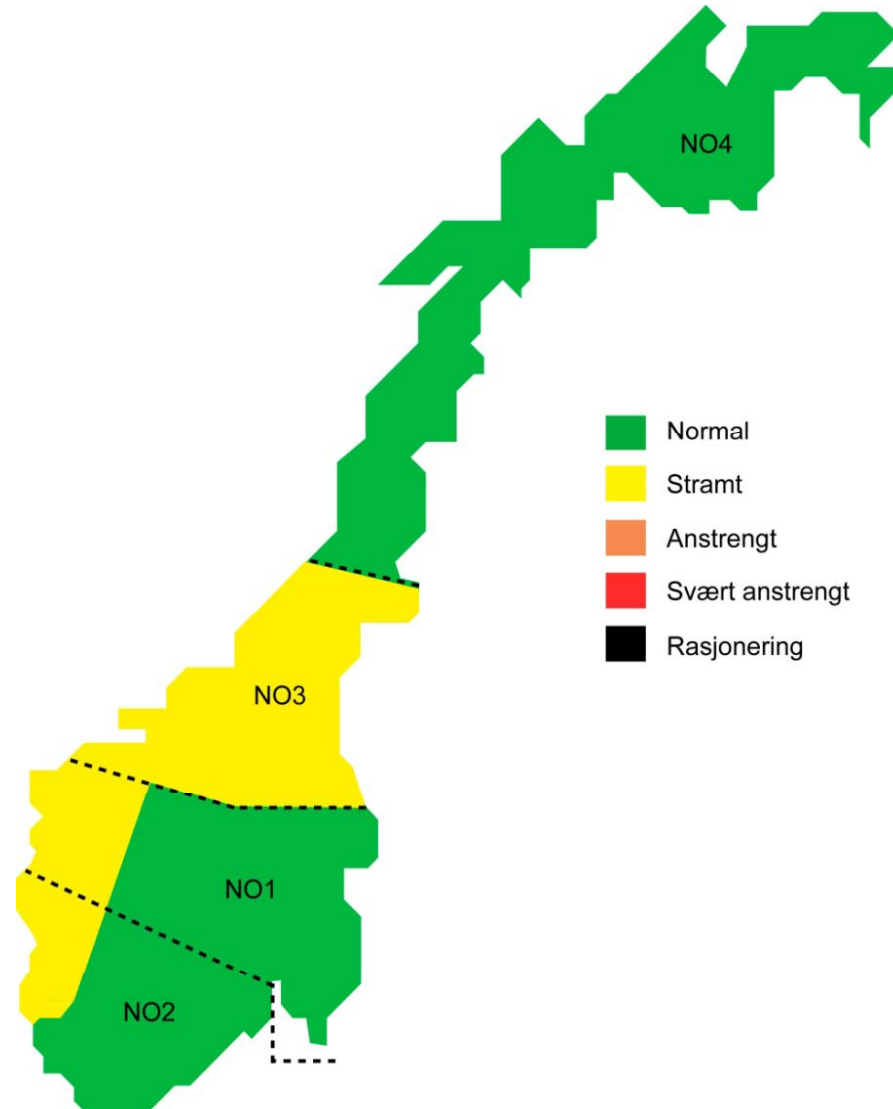 NO4
Normal
Stramt
Anstrengt
Svært anstrengt
Rasjonering
NO3
NO1
NO2